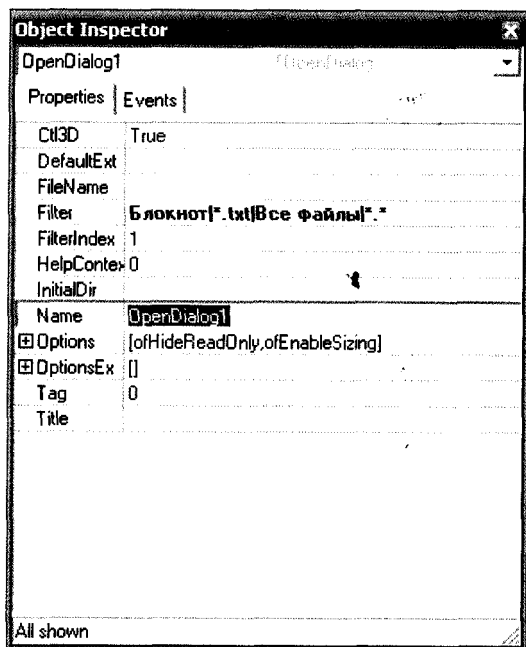 Object Inspector
OpenDialog1 TOpenDialog
Properties Events
Ctl3D True
DefaultExt
FileName
Filter Блокнот|*.txt|Все файлы|*.*
FilterIndex 1
HelpContex 0
InitialDir
Name OpenDialog1
Options [ofHideReadOnly,ofEnableSizing]
OptionsEx []
Tag 0
Title
All shown